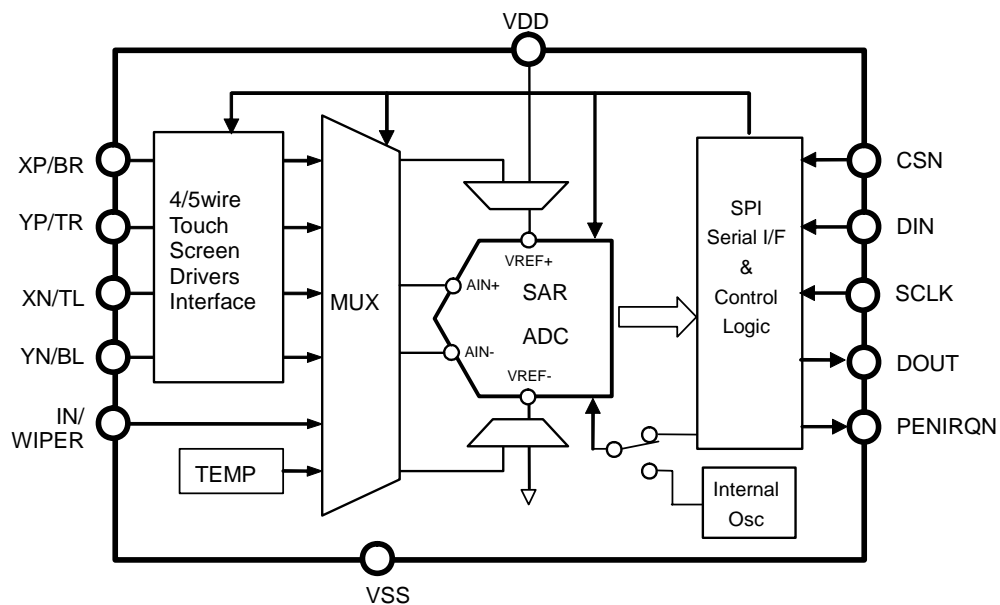 VDD
XP/BR
YP/TR
XN/TL
YN/BL
IN/
WIPER
4/5wire
Touch
Screen
Drivers
Interface
TEMP
MUX
VREF+
AIN+
SAR
ADC
AIN-
VREF-
SPI
Serial I/F
&
Control
Logic
Internal
Osc
CSN
DIN
SCLK
DOUT
PENIRQN
VSS